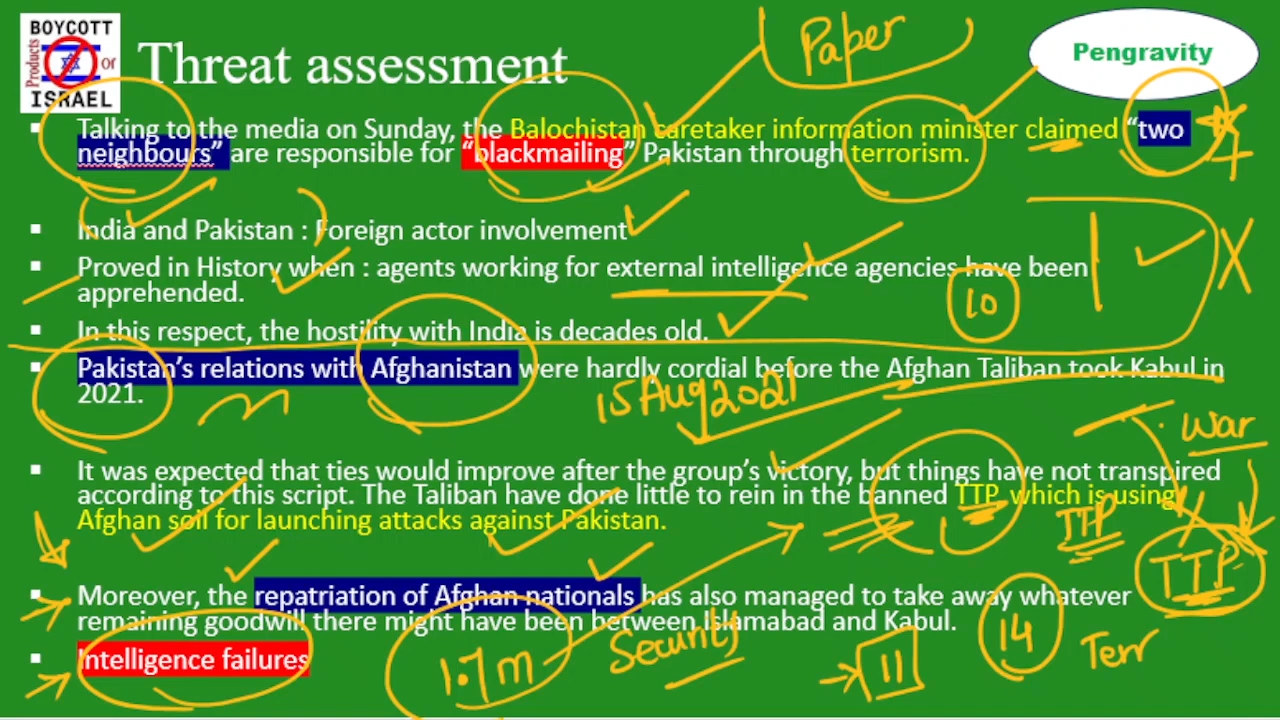 BOYCOTT
Products or
ISRAEL
Threat assessment
Paper
Pengravity
▪ Talking to the media on Sunday, the Balochistan caretaker information minister claimed “two
neighbours” are responsible for “blackmailing” Pakistan through terrorism.
▪ India and Pakistan : Foreign actor involvement
▪ Proved in History when : agents working for external intelligence agencies have been
apprehended.
10
▪ In this respect, the hostility with India is decades old.
▪ Pakistan’s relations with Afghanistan were hardly cordial before the Afghan Taliban took Kabul in
2021.
15 Aug 2021
War
▪ It was expected that ties would improve after the group’s victory, but things have not transpired
according to this script. The Taliban have done little to rein in the banned TTP, which is using
Afghan soil for launching attacks against Pakistan.
TTP
TTP
▪ Moreover, the repatriation of Afghan nationals has also managed to take away whatever
remaining goodwill there might have been between Islamabad and Kabul.
▪ Intelligence failures
1.7m
Security
11
14
Terr